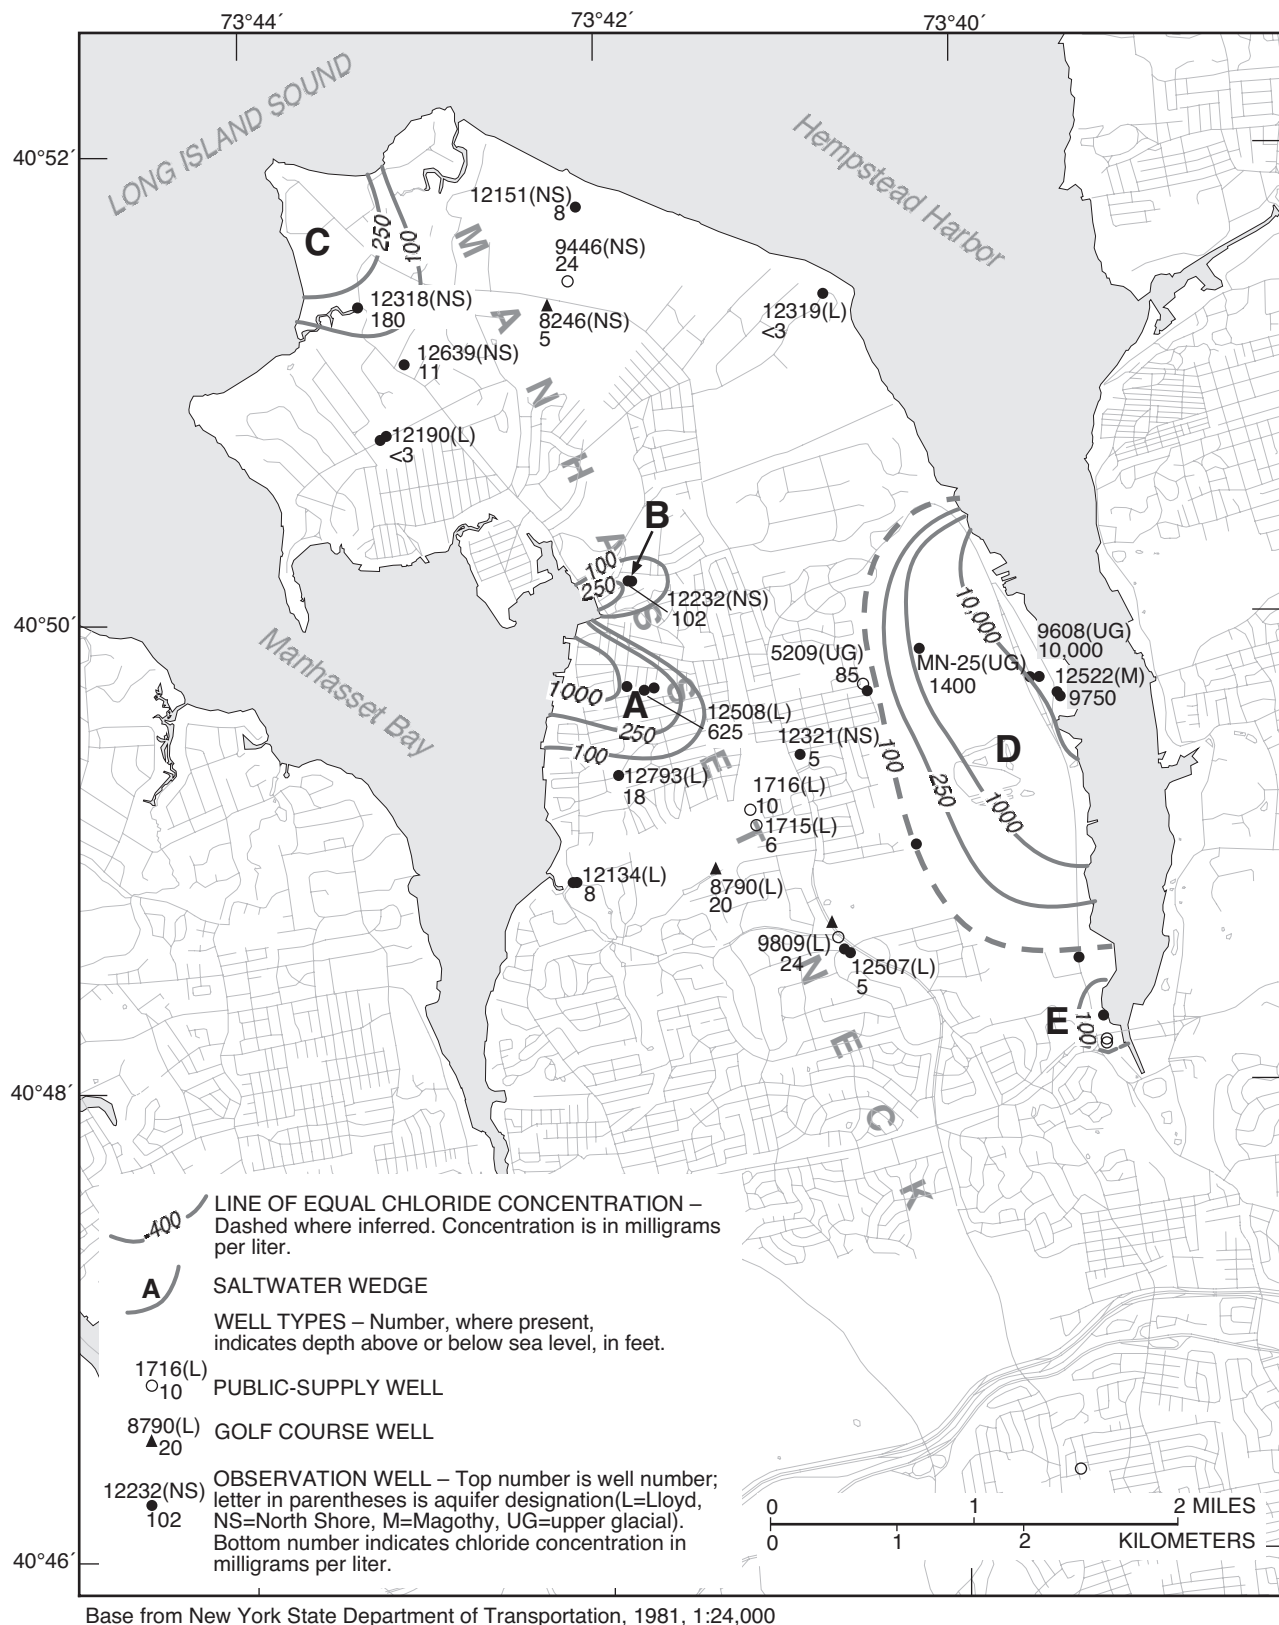 73°44´
73°42´
73°40´
LONG ISLAND SOUND
Hempstead Harbor
40°52´
12151(NS)
8
C
250
100
M
9446(NS)
24
12318(NS)
180
A
8246(NS)
5
12319(L)
<3
12639(NS)
11
N
12190(L)
<3
H
B
A
100
250
12232(NS)
102
S
40°50´
Manhasset Bay
10,000
9608(UG)
10,000
5209(UG)
85
MN-25(UG)
1400
12522(M)
9750
1000
S
A
12508(L)
625
250
100
12321(NS)
5
100
D
E
12793(L)
18
1716(L)
10
250
1000
1715(L)
6
T
12134(L)
8
8790(L)
20
9809(L)
24
N
12507(L)
5
E
100
E
40°48´
C
K
400
LINE OF EQUAL CHLORIDE CONCENTRATION –
Dashed where inferred. Concentration is in milligrams
per liter.
A
SALTWATER WEDGE
WELL TYPES – Number, where present,
indicates depth above or below sea level, in feet.
1716(L)
10
PUBLIC-SUPPLY WELL
8790(L)
20
GOLF COURSE WELL
12232(NS)
102
OBSERVATION WELL – Top number is well number;
letter in parentheses is aquifer designation(L=Lloyd,
NS=North Shore, M=Magothy, UG=upper glacial).
Bottom number indicates chloride concentration in
milligrams per liter.
0 1 2 MILES
0 1 2 KILOMETERS
40°46´
Base from New York State Department of Transportation, 1981, 1:24,000